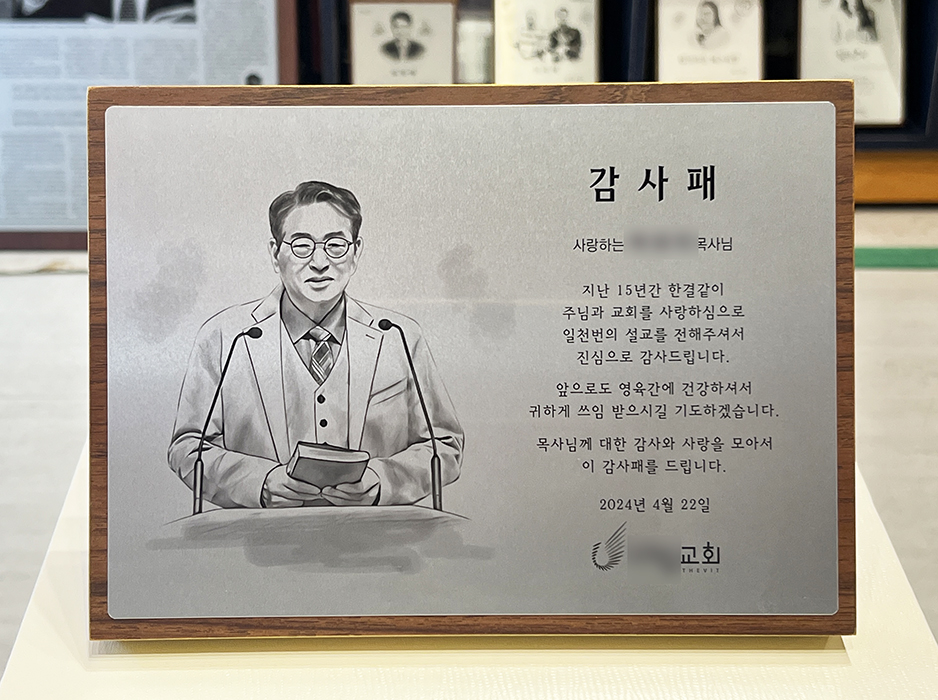 감사패
사랑하는 목사님
지난 15년간 한결같이
주님과 교회를 사랑하심으로
일천번의 설교를 전해주셔서
진심으로 감사드립니다.
앞으로도 영육간에 건강하셔서
귀하게 쓰임 받으시길 기도하겠습니다.
목사님께 대한 감사와 사랑을 모아서
이 감사패를 드립니다.
2024년 4월 22일
교회
THEVIT